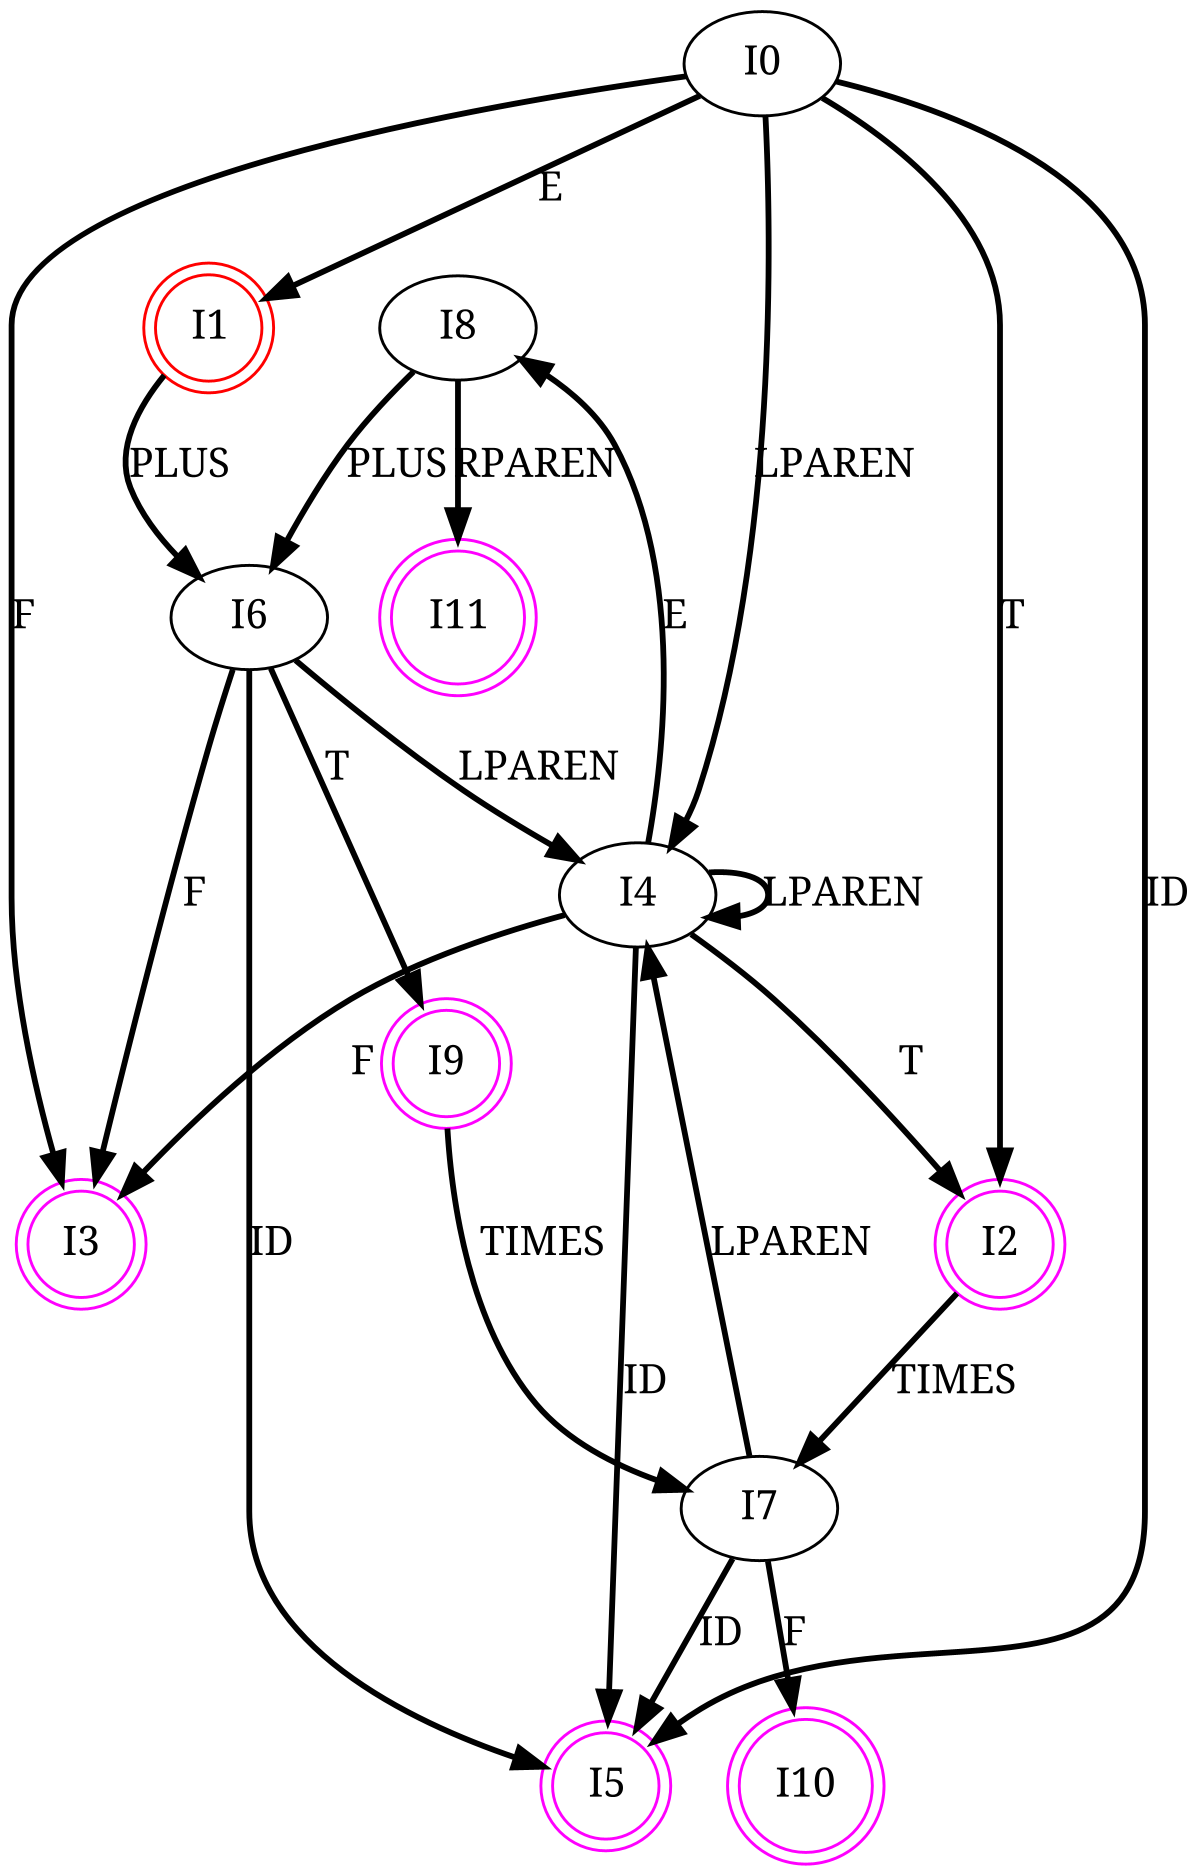 I0
E
I1
I8
PLUS
PLUS
RPAREN
LPAREN
F
I6
I11
E
T
T
LPAREN
F
I4
LPAREN
ID
I9
F
T
I3
ID
TIMES
LPAREN
I2
ID
TIMES
I7
ID
F
I5
I10